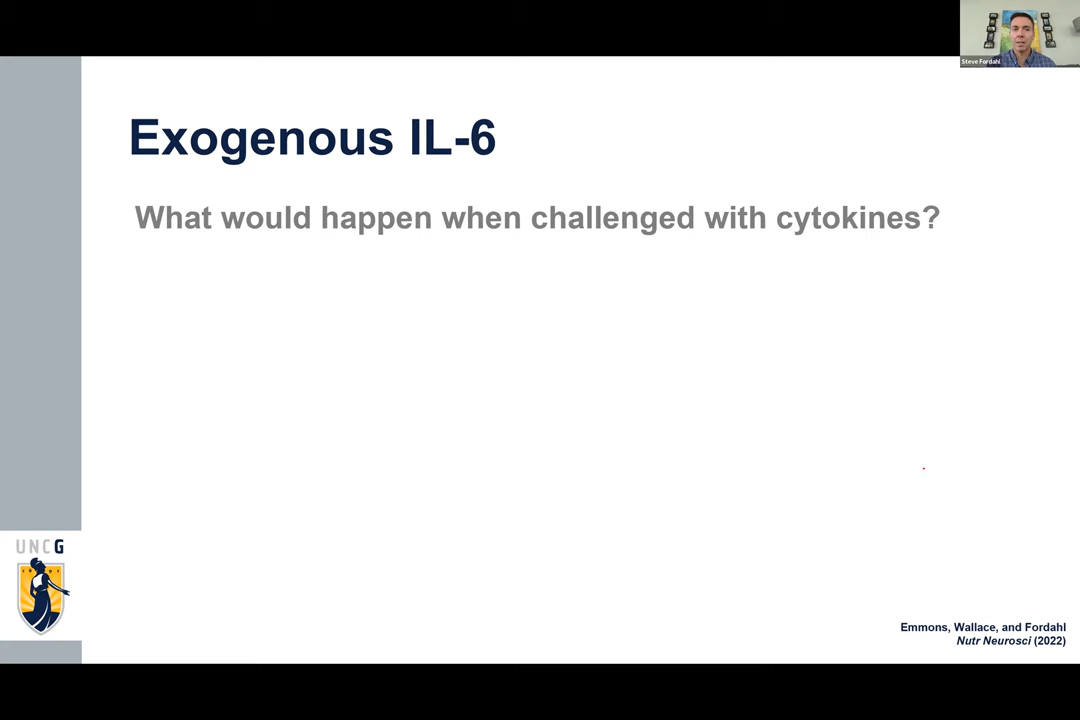 Steve Fordahl
Exogenous IL-6
What would happen when challenged with cytokines?
UNCG
Emmons, Wallace, and Fordahl
Nutr Neurosci (2022)